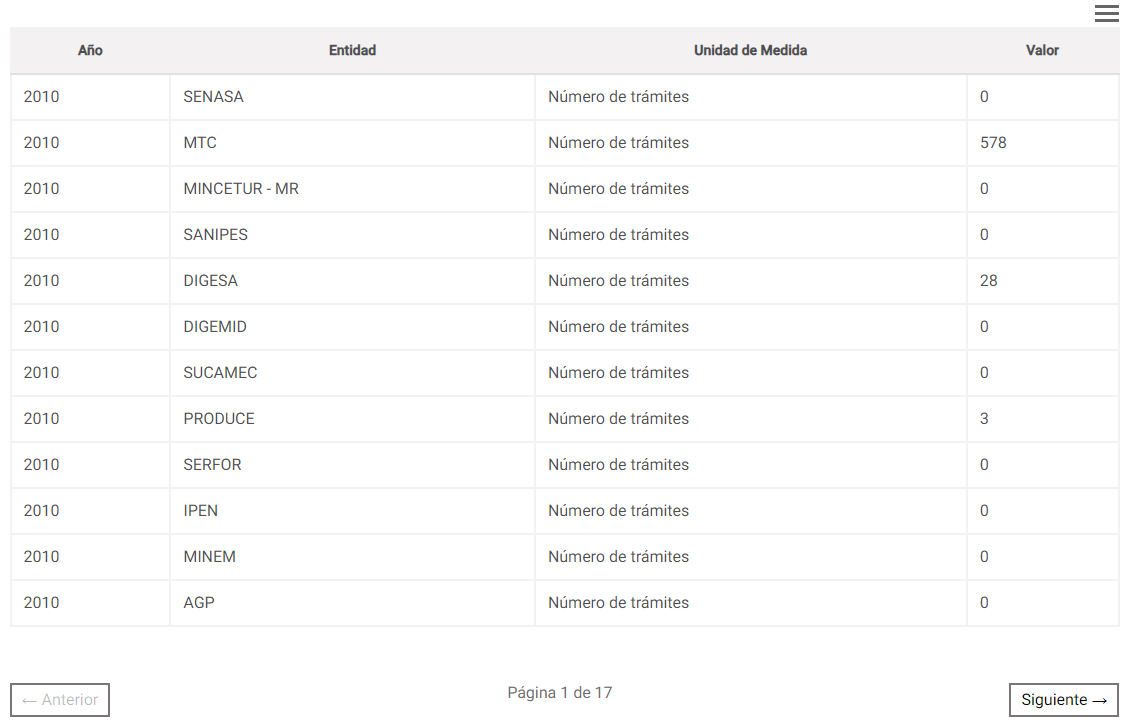 Año Entidad Unidad de Medida Valor
2010 SENASA Número de trámites 0
2010 MTC Número de trámites 578
2010 MINCETUR - MR Número de trámites 0
2010 SANIPES Número de trámites 0
2010 DIGESA Número de trámites 28
2010 DIGEMID Número de trámites 0
2010 SUCAMEC Número de trámites 0
2010 PRODUCE Número de trámites 3
2010 SERFOR Número de trámites 0
2010 IPEN Número de trámites 0
2010 MINEM Número de trámites 0
2010 AGP Número de trámites 0
← Anterior Página 1 de 17 Siguiente →